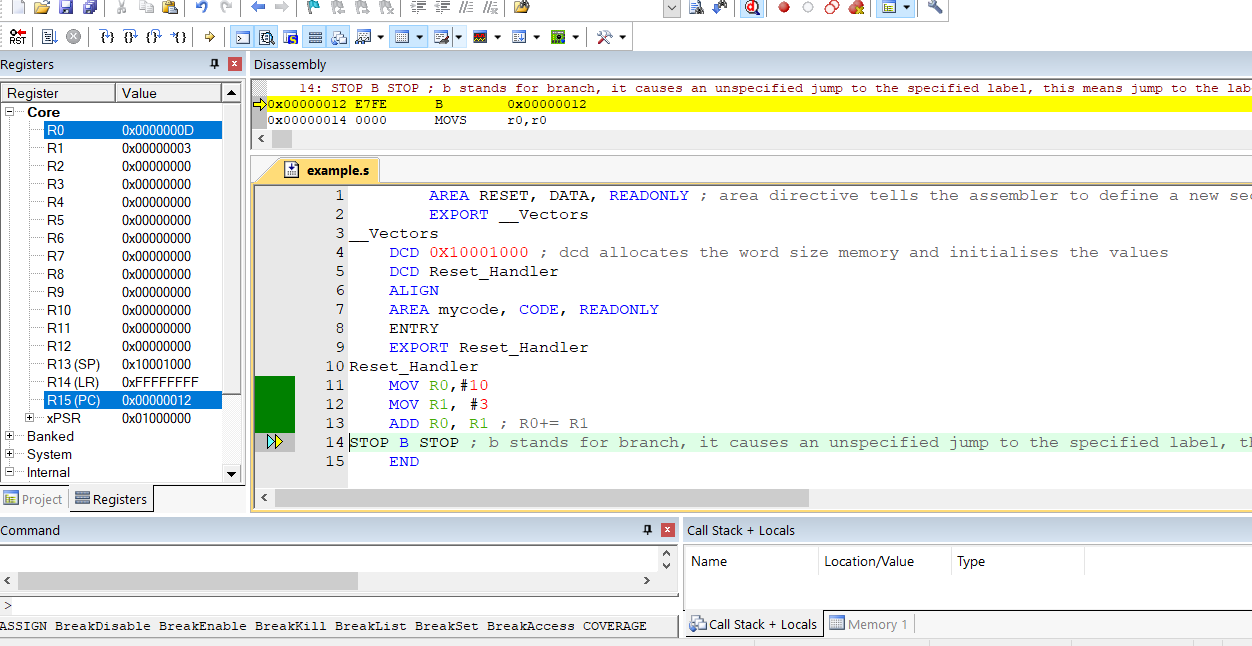 RST
Registers
Register Value
Core
R0 0x0000000D
R1 0x00000003
R2 0x00000000
R3 0x00000000
R4 0x00000000
R5 0x00000000
R6 0x00000000
R7 0x00000000
R8 0x00000000
R9 0x00000000
R10 0x00000000
R11 0x00000000
R12 0x00000000
R13 (SP) 0x10001000
R14 (LR) 0xFFFFFFFF
R15 (PC) 0x00000012
xPSR 0x01000000
Banked
System
Internal
Project Registers
Disassembly
14: STOP B STOP ; b stands for branch, it causes an unspecified jump to the specified label, this means jump to the lab
0x00000012 E7FE B 0x00000012
0x00000014 0000 MOVS r0,r0
example.s
1 AREA RESET, DATA, READONLY ; area directive tells the assembler to define a new sec
2 EXPORT __Vectors
3 __Vectors
4 DCD 0X10001000 ; dcd allocates the word size memory and initialises the values
5 DCD Reset_Handler
6 ALIGN
7 AREA mycode, CODE, READONLY
8 ENTRY
9 EXPORT Reset_Handler
10 Reset_Handler
11 MOV R0,#10
12 MOV R1, #3
13 ADD R0, R1 ; R0+= R1
14 STOP B STOP ; b stands for branch, it causes an unspecified jump to the specified label, th
15 END
Command
>
ASSIGN BreakDisable BreakEnable BreakKill BreakList BreakSet BreakAccess COVERAGE
Call Stack + Locals
Name Location/Value Type
Call Stack + Locals Memory 1